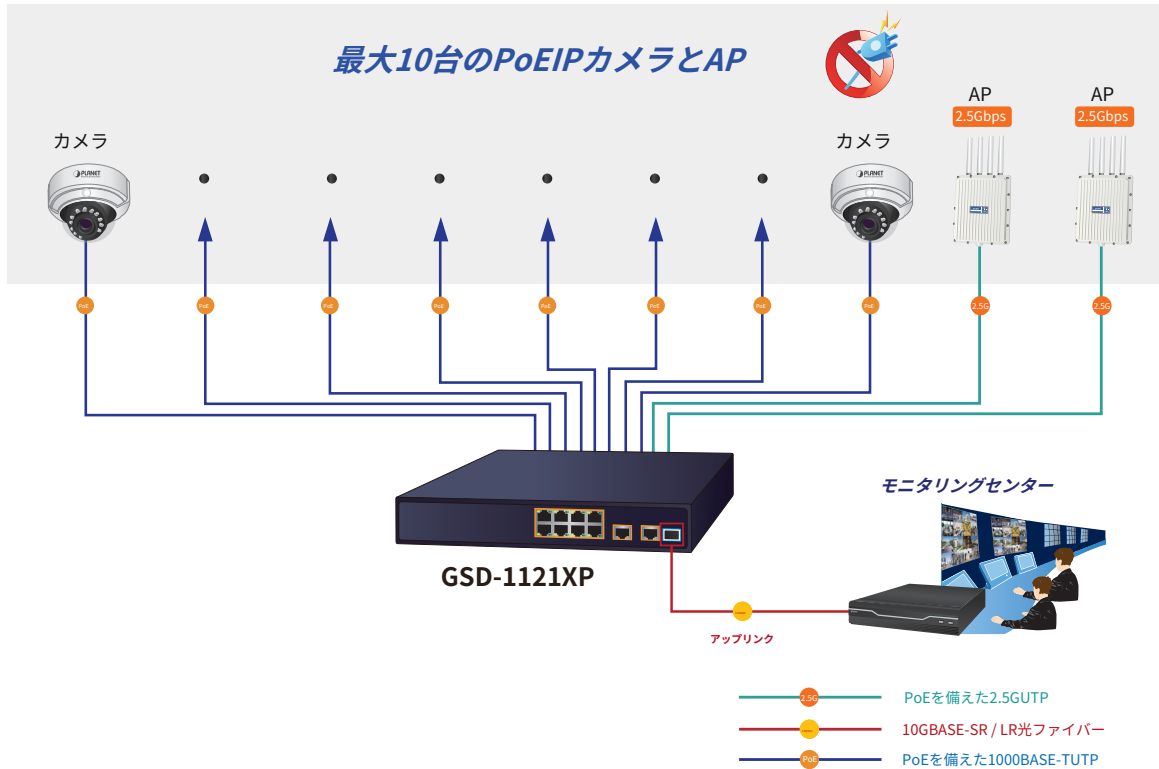 最大10台のPoEIPカメラとAP
AP
AP
2.5Gbps
2.5Gbps
カメラ
カメラ
PLANET
PLANET
PoE
PoE
PoE
PoE
PoE
PoE
PoE
PoE
2.5G
2.5G
モニタリングセンター
GSD-1121XP
アップリンク
2.5G
PoEを備えた2.5GUTP
10GBASE-SR / LR光ファイバー
PoE
PoEを備えた1000BASE-TUTP